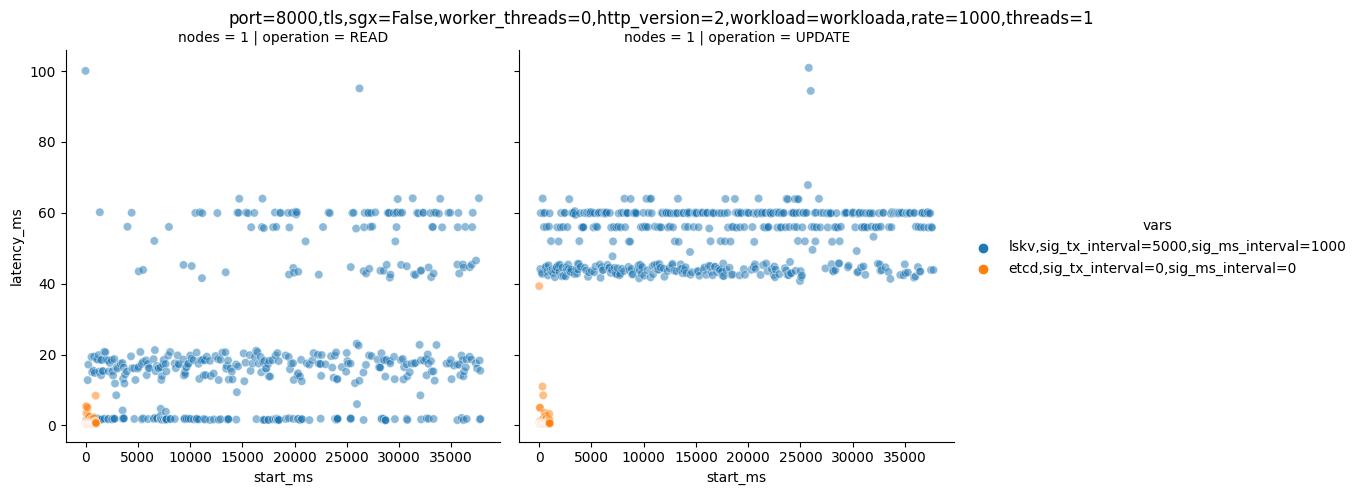 port=8000,tls,sgx=False,worker_threads=0,http_version=2,workload=workloada,rate=1000,threads=1
nodes = 1 | operation = READ
nodes = 1 | operation = UPDATE
100
80
60
40
20
0
latency_ms
0 5000 10000 15000 20000 25000 30000 35000
start_ms
0 5000 10000 15000 20000 25000 30000 35000
start_ms
vars
lskv,sig_tx_interval=5000,sig_ms_interval=1000
etcd,sig_tx_interval=0,sig_ms_interval=0